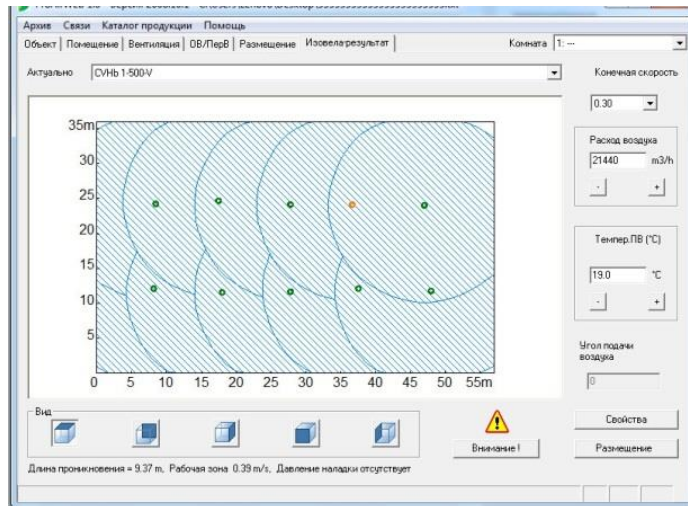 Архив Связи Каталог продукции Помощь
Объект Помещение Вентиляция ОВ/ПерВ Размещение Изовела-результат Комната 1: ---
Актуально CVHb 1-500-V Конечная скорость
0.30
35m
30
25
20
15
10
5
0 5 10 15 20 25 30 35 40 45 50 55m
Расход воздуха
21440 m3/h
- +
Темпер.ПВ (°C)
19.0 °C
- +
Угол подачи
воздуха
0
Вид
Внимание !
Свойства
Размещение
Длина проникновения = 9.37 m, Рабочая зона 0.39 m/s, Давление наладки отсутствует